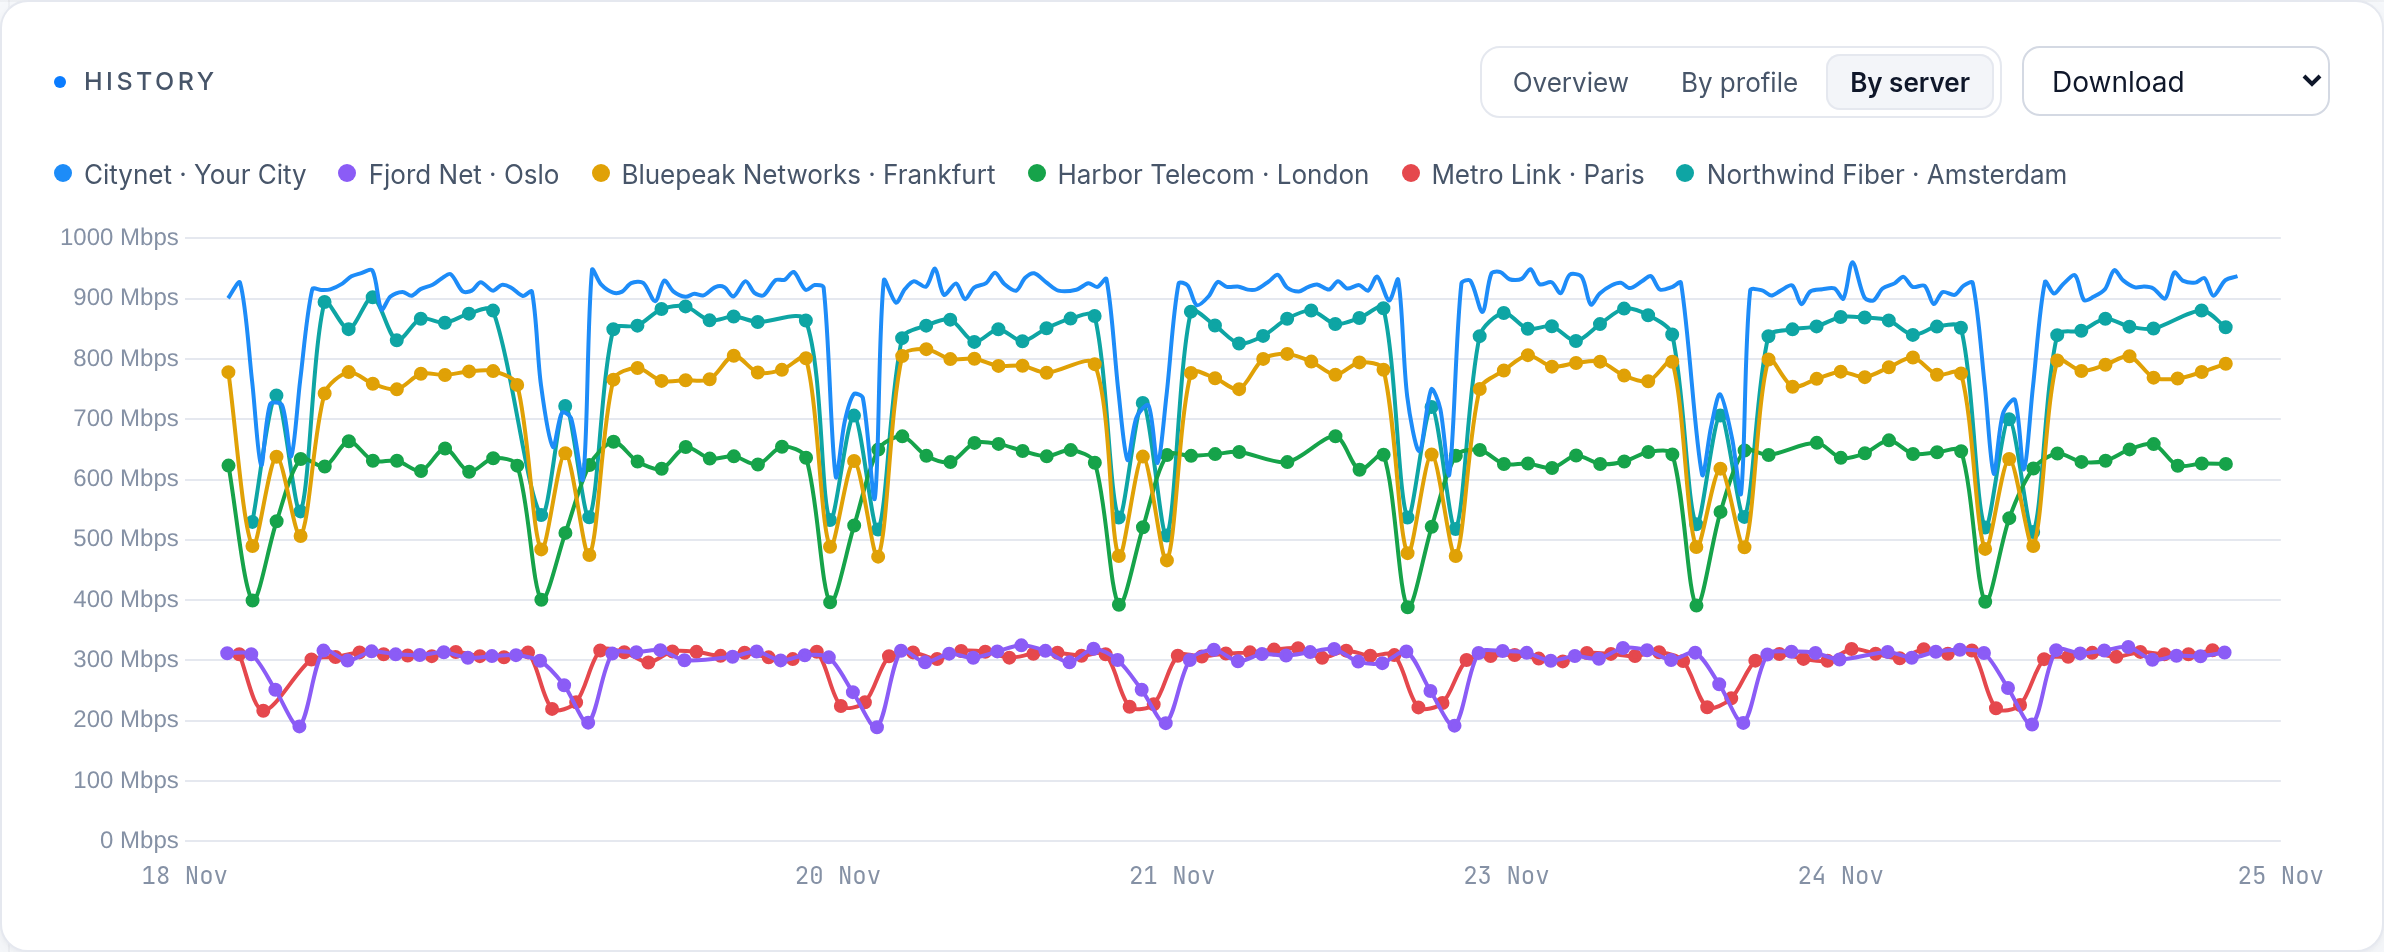 HISTORY
Overview By profile By server Download
Citynet · Your City Fjord Net · Oslo Bluepeak Networks · Frankfurt Harbor Telecom · London Metro Link · Paris Northwind Fiber · Amsterdam
1000 Mbps
900 Mbps
800 Mbps
700 Mbps
600 Mbps
500 Mbps
400 Mbps
300 Mbps
200 Mbps
100 Mbps
0 Mbps
18 Nov 20 Nov 21 Nov 23 Nov 24 Nov 25 Nov